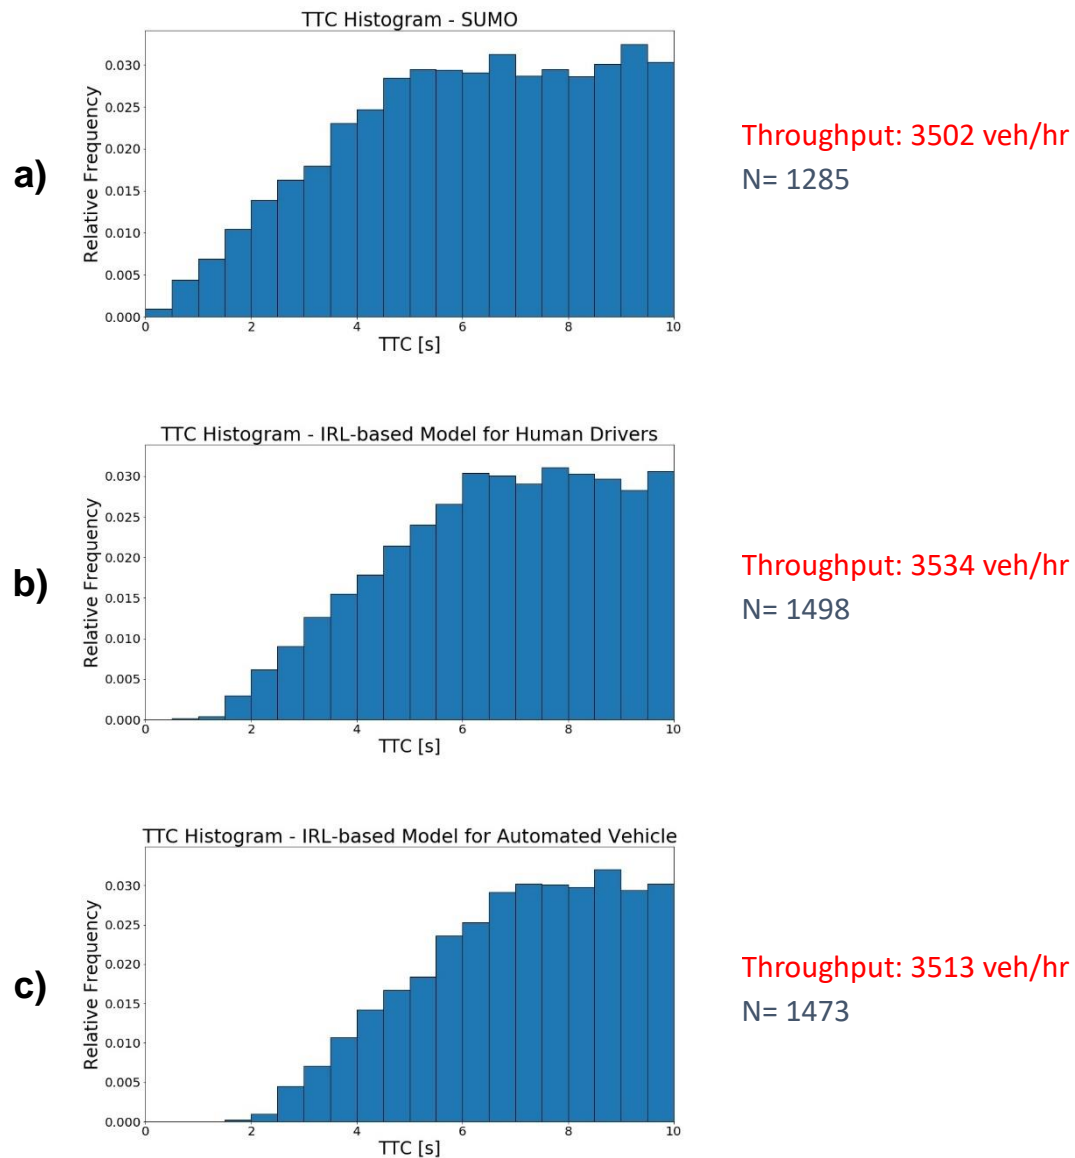 TTC Histogram - SUMO
a)
Relative Frequency
0.030
0.025
0.020
0.015
0.010
0.005
0.000
0 2 4 6 8 10
TTC [s]
Throughput: 3502 veh/hr
N= 1285
TTC Histogram - IRL-based Model for Human Drivers
b)
Relative Frequency
0.030
0.025
0.020
0.015
0.010
0.005
0.000
0 2 4 6 8 10
TTC [s]
Throughput: 3534 veh/hr
N= 1498
TTC Histogram - IRL-based Model for Automated Vehicle
c)
Relative Frequency
0.030
0.025
0.020
0.015
0.010
0.005
0.000
0 2 4 6 8 10
TTC [s]
Throughput: 3513 veh/hr
N= 1473